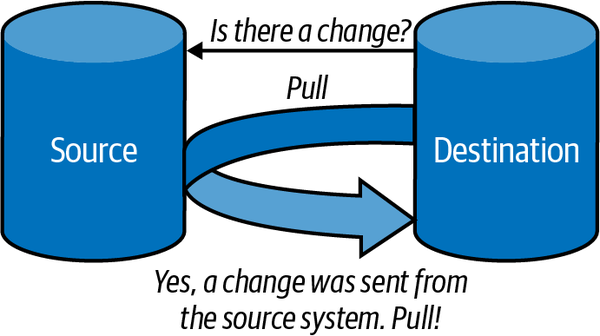 Is there a change?
Pull
Source
Destination
Yes, a change was sent from
the source system. Pull!